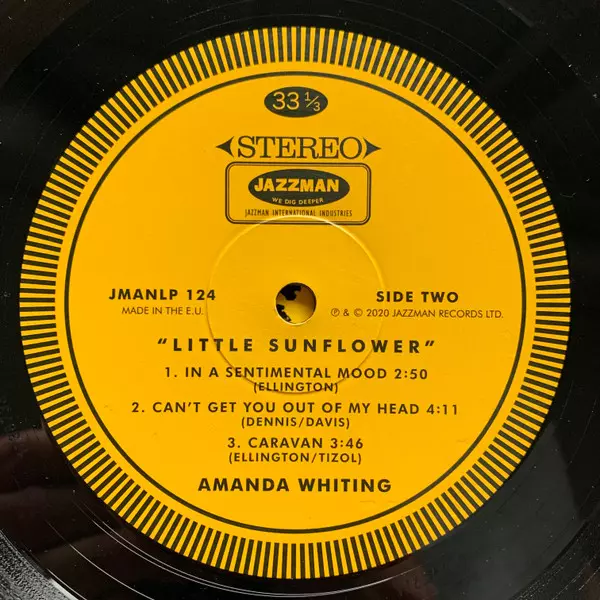 33 1/3
STEREO
JAZZMAN
WE DIG DEEPER
JAZZMAN INTERNATIONAL INDUSTRIES
JMANLP 124
MADE IN THE E.U.
SIDE TWO
℗ & © 2020 JAZZMAN RECORDS LTD.
"LITTLE SUNFLOWER"
1. IN A SENTIMENTAL MOOD 2:50
(ELLINGTON)
2. CAN'T GET YOU OUT OF MY HEAD 4:11
(DENNIS/DAVIS)
3. CARAVAN 3:46
(ELLINGTON/TIZOL)
AMANDA WHITING